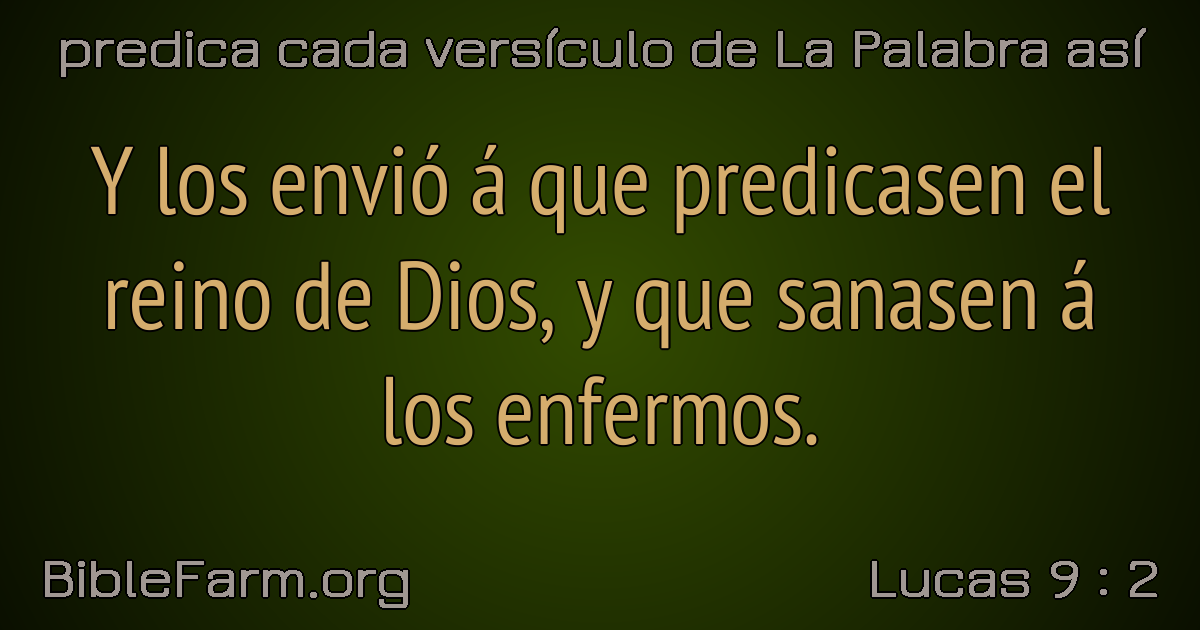 predica cada versículo de La Palabra así
Y los envió á que predicasen el
reino de Dios, y que sanasen á
los enfermos.
BibleFarm.org
Lucas 9 : 2